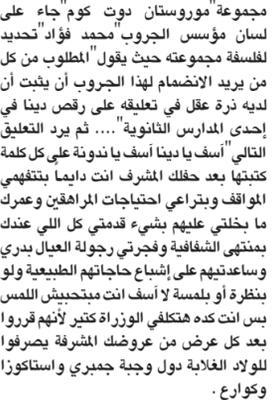 مجموعة"موروستان دوت كوم"جاء على
لسان مؤسس الجروب"محمد فؤاد"تحديد
لفلسفة مجموعته حيث يقول"المطلوب من كل
من يريد الانضمام لهذا الجروب أن يثبت أن
لديه ذرة عقل في تعليقه على رقص دينا في
إحدى المدارس الثانوية".... ثم يرد التعليق
التالي"آسف يا دينا آسف يا ندونة على كل كلمة
كتبتها بعد حفلك المشرف انت دايما بتتفهمي
المواقف وبتراعي احتياجات المراهقين وعمرك
ما بخلتي عليهم بشيء قدمتي كل اللي عندك
بمنتهى الشفافية وفجرتي رجولة العيال بدري
وساعدتيهم على إشباع حاجاتهم الطبيعية ولو
بنظرة أو بلمسة لا آسف انت مبتحبيش اللمس
بس انت كده هتكلفي الوزراة كتير لأنهم قرروا
بعد كل عرض من عروضك المشرفة يصرفوا
للولاد الغلابة دول وجبة جمبري واستاكوزا
وكوارع .